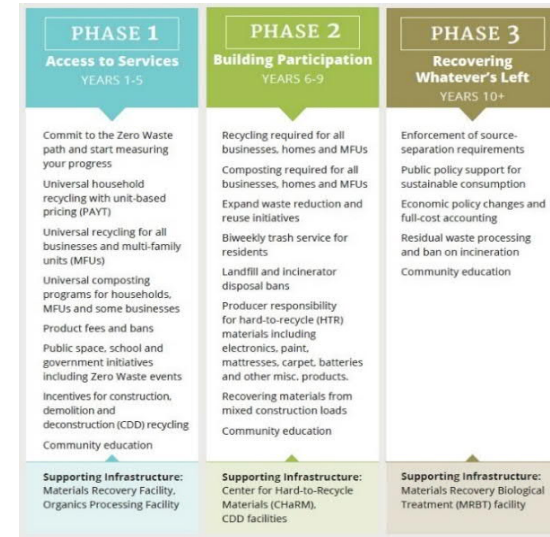 PHASE 1
Access to Services
YEARS 1-5
Commit to the Zero Waste
path and start measuring
your progress
Universal household
recycling with unit-based
pricing (PAYT)
Universal recycling for all
businesses and multi-family
units (MFUs)
Universal composting
programs for households,
MFUs and some businesses
Product fees and bans
Public space, school and
government initiatives
including Zero Waste events
Incentives for construction,
demolition and
deconstruction (CDD) recycling
Community education
Supporting Infrastructure:
Materials Recovery Facility,
Organics Processing Facility
PHASE 2
Building Participation
YEARS 6-9
Recycling required for all
businesses, homes and MFUs
Composting required for all
businesses, homes and MFUs
Expand waste reduction and
reuse initiatives
Biweekly trash service for
residents
Landfill and incinerator
disposal bans
Producer responsibility
for hard-to-recycle (HTR)
materials including
electronics, paint,
mattresses, carpet, batteries
and other misc. products.
Recovering materials from
mixed construction loads
Community education
Supporting Infrastructure:
Center for Hard-to-Recycle
Materials (CHaRM),
CDD facilities
PHASE 3
Recovering
Whatever's Left
YEARS 10+
Enforcement of source-
separation requirements
Public policy support for
sustainable consumption
Economic policy changes and
full-cost accounting
Residual waste processing
and ban on incineration
Community education
Supporting Infrastructure:
Materials Recovery Biological
Treatment (MRBT) facility